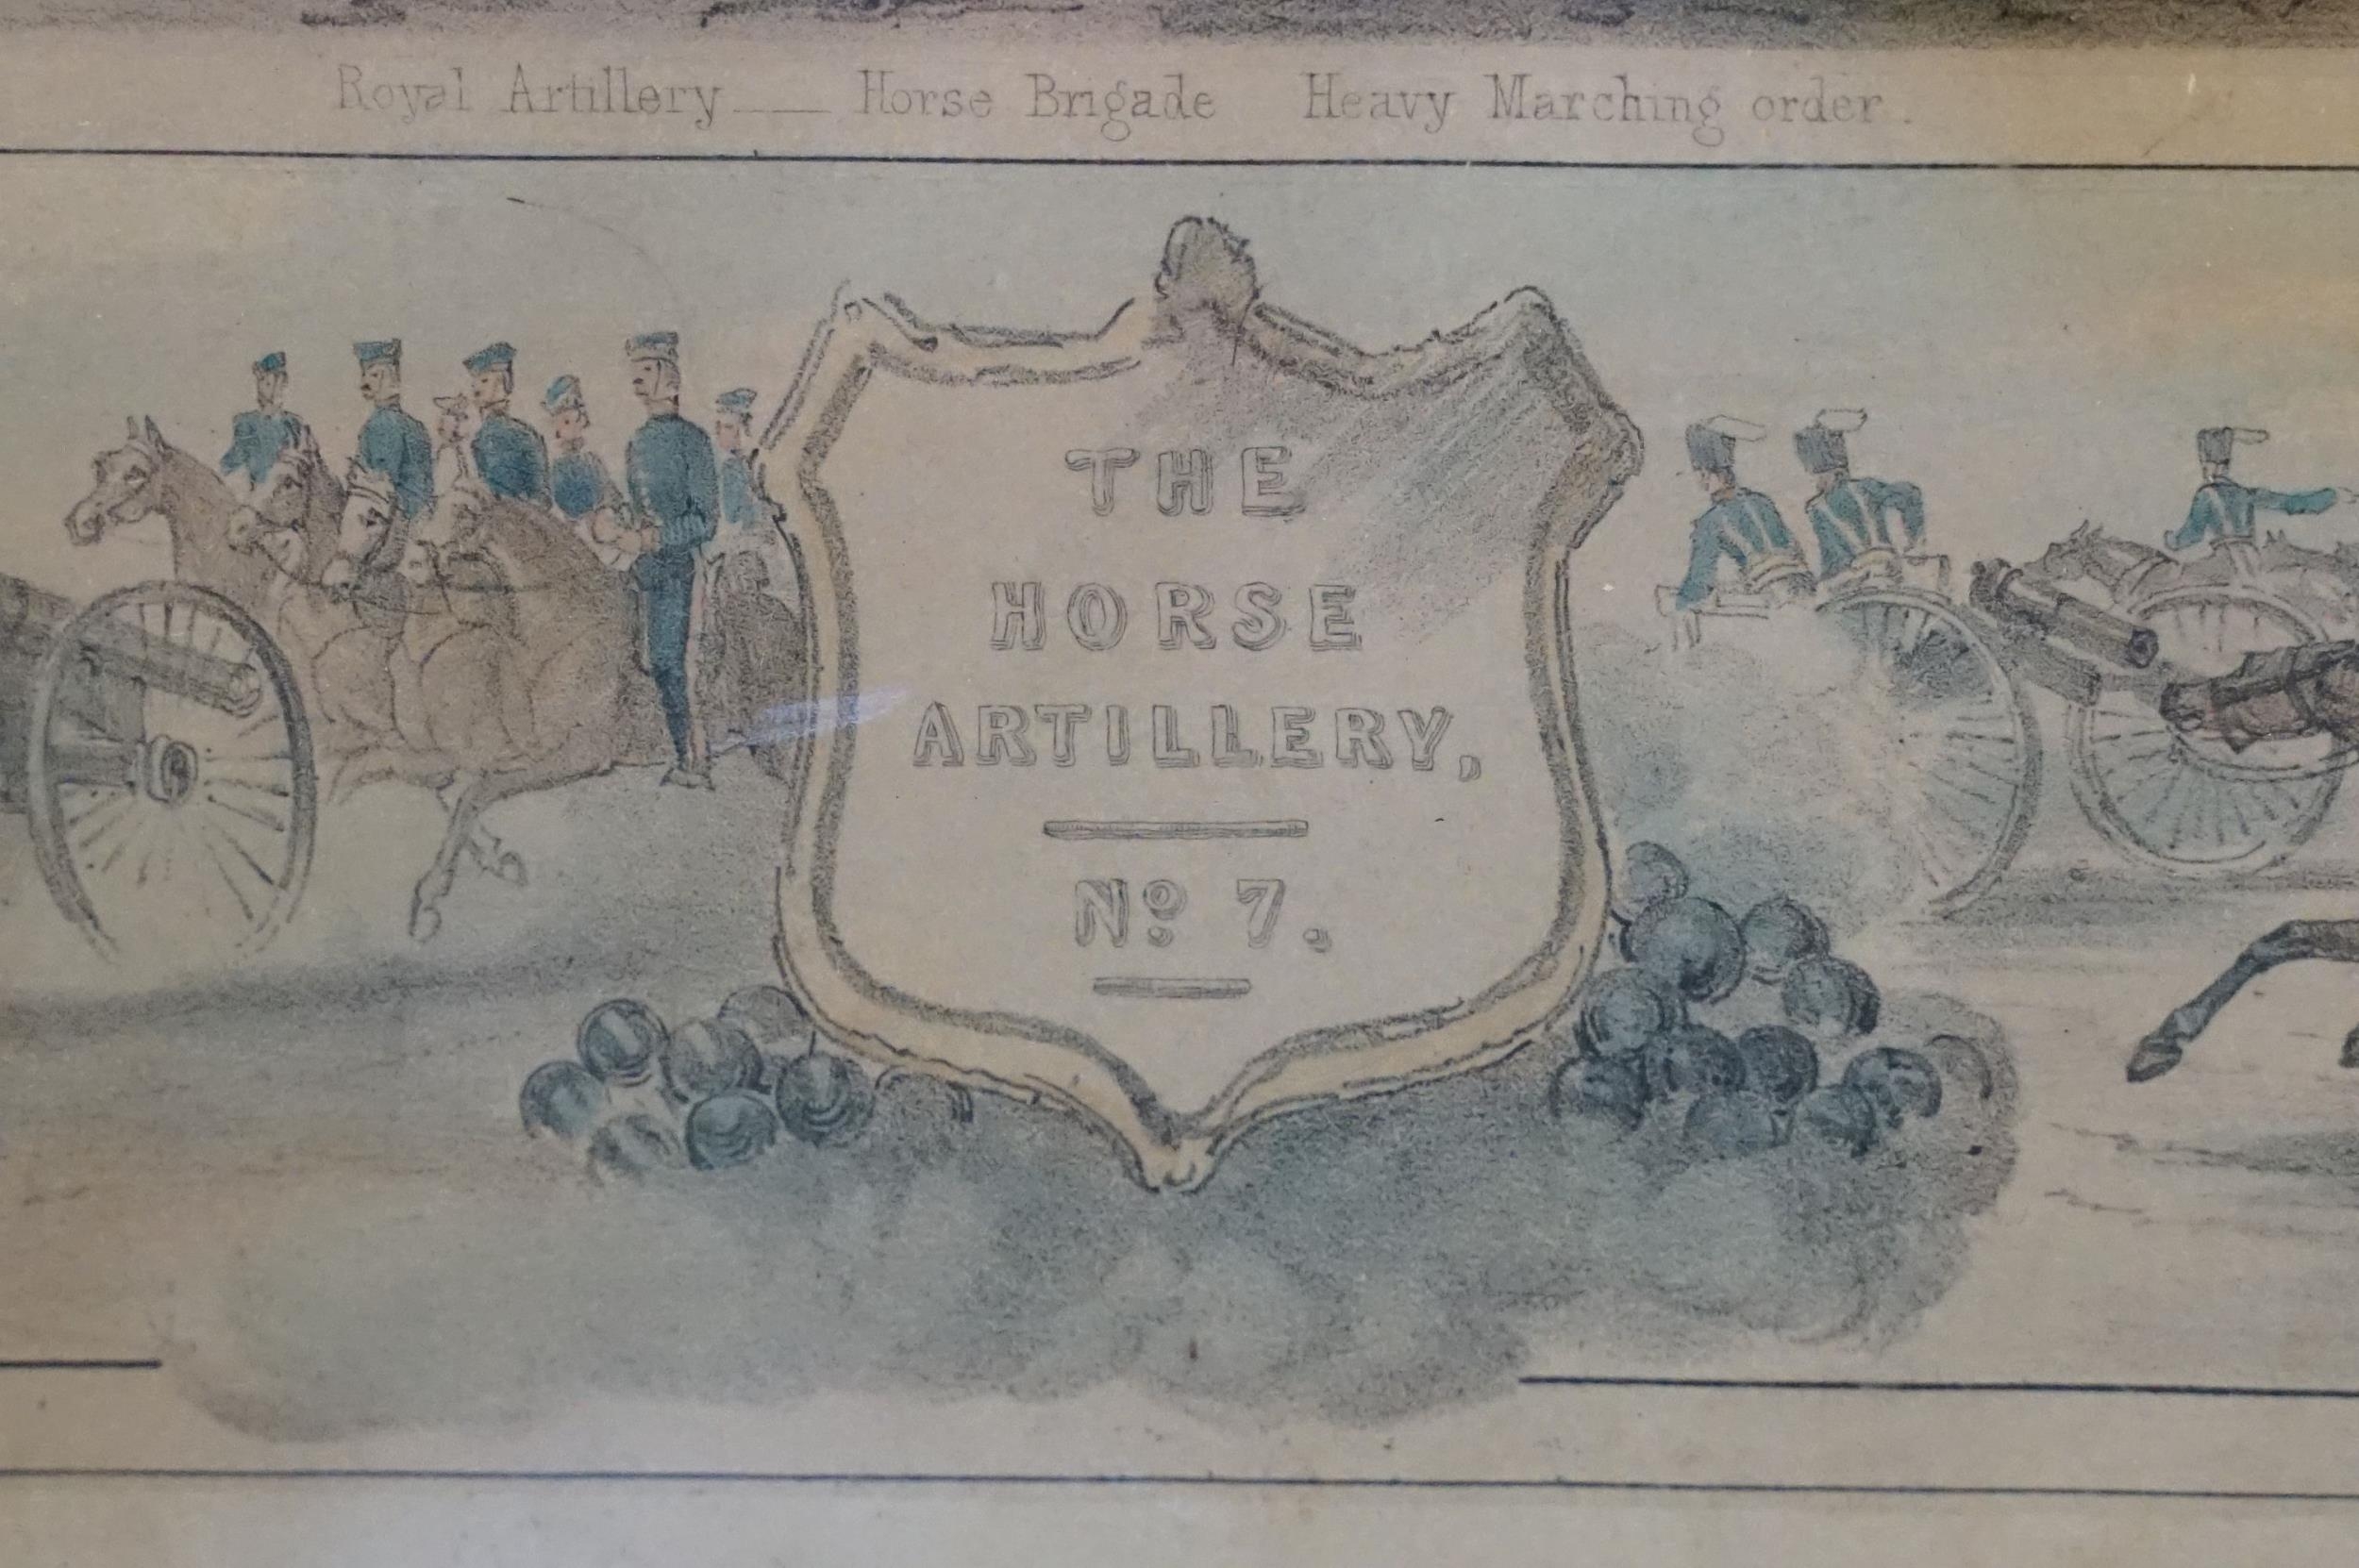 Royal Artillery — Horse Brigade Heavy Marching order.
THE
HORSE
ARTILLERY,
No 7.